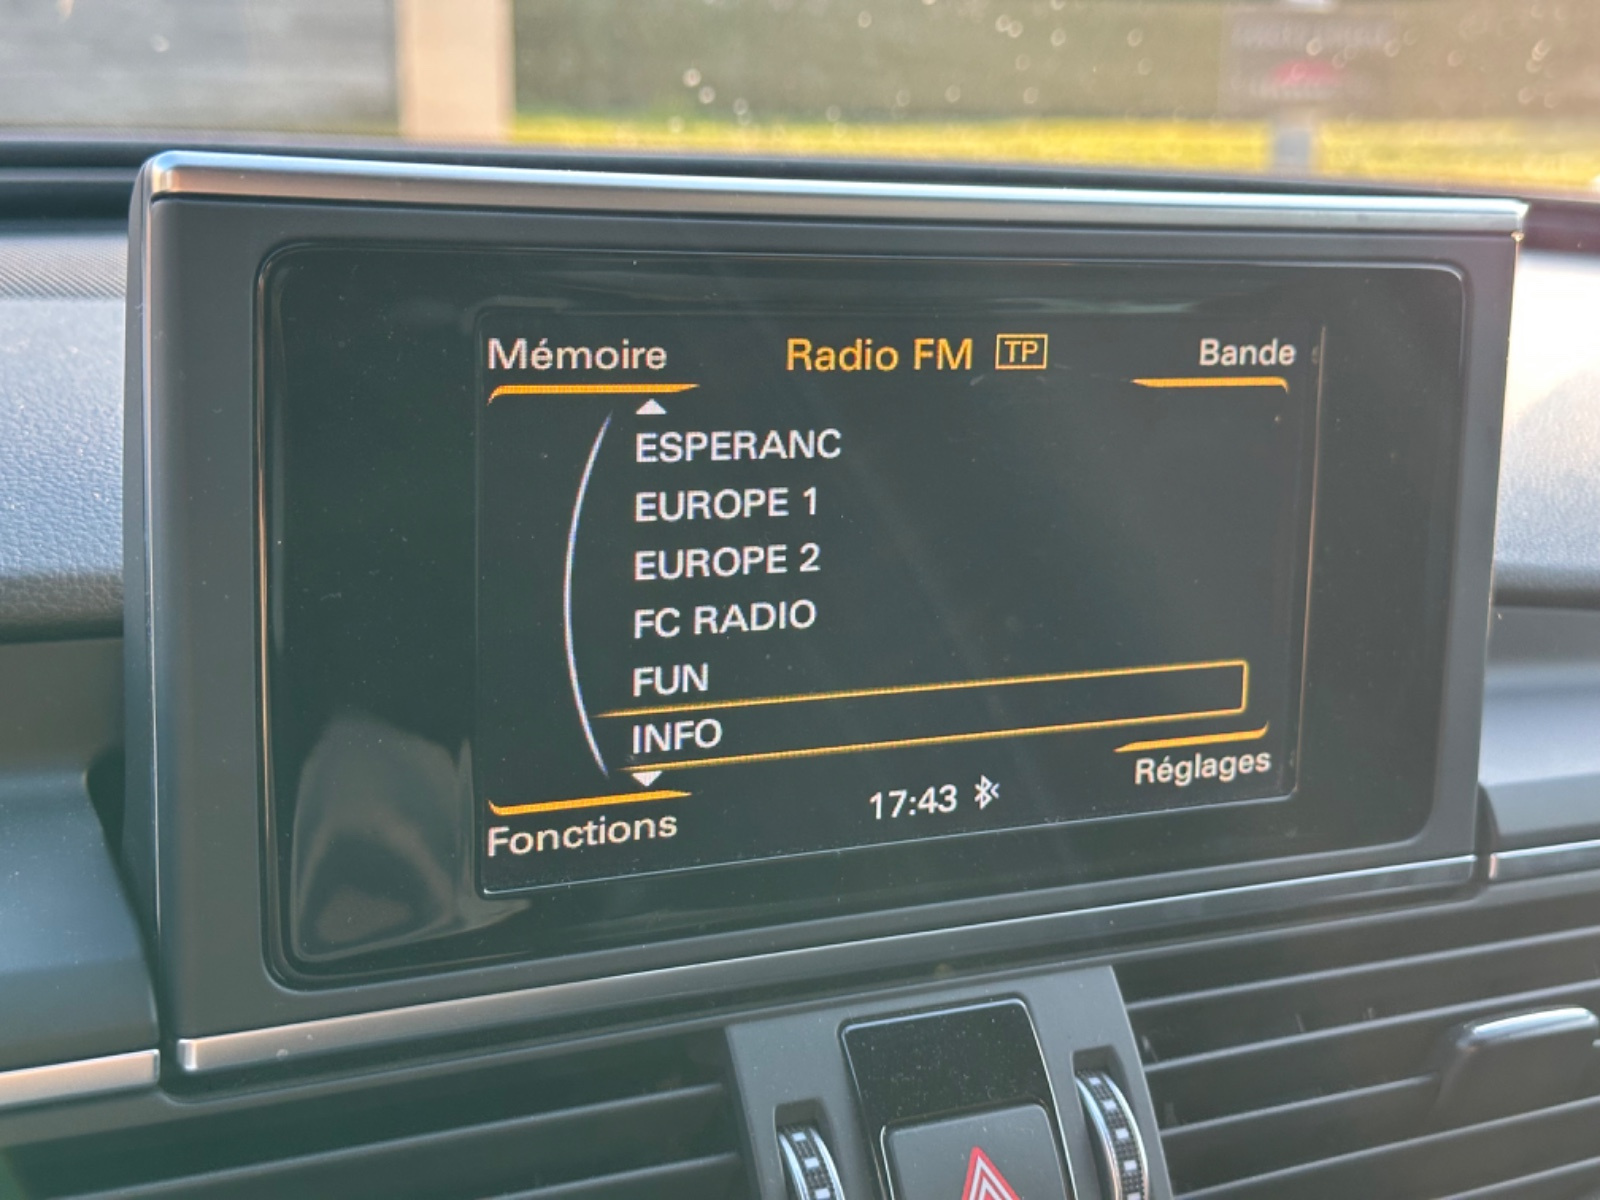 Mémoire Radio FM TP Bande
ESPERANC
EUROPE 1
EUROPE 2
FC RADIO
FUN
INFO
Réglages
17:43
Fonctions